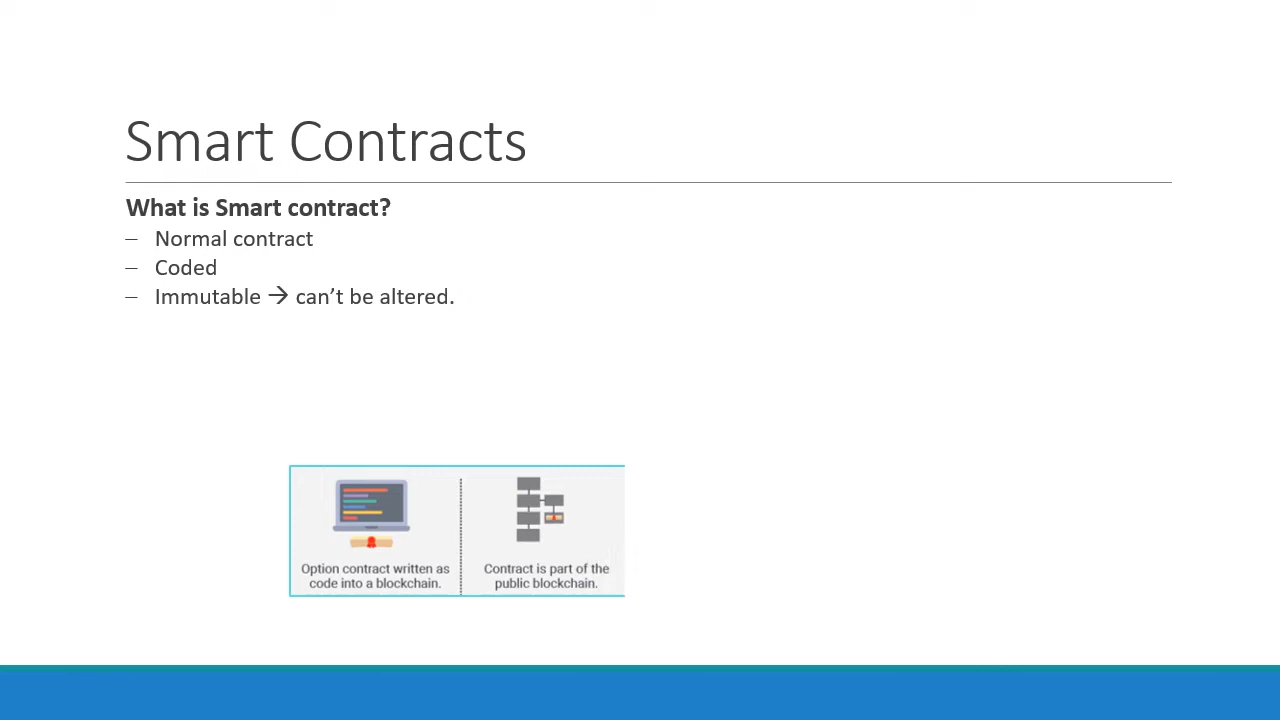 Smart Contracts
What is Smart contract?
– Normal contract
– Coded
– Immutable → can’t be altered.
Option contract written as
code into a blockchain.
Contract is part of the
public blockchain.